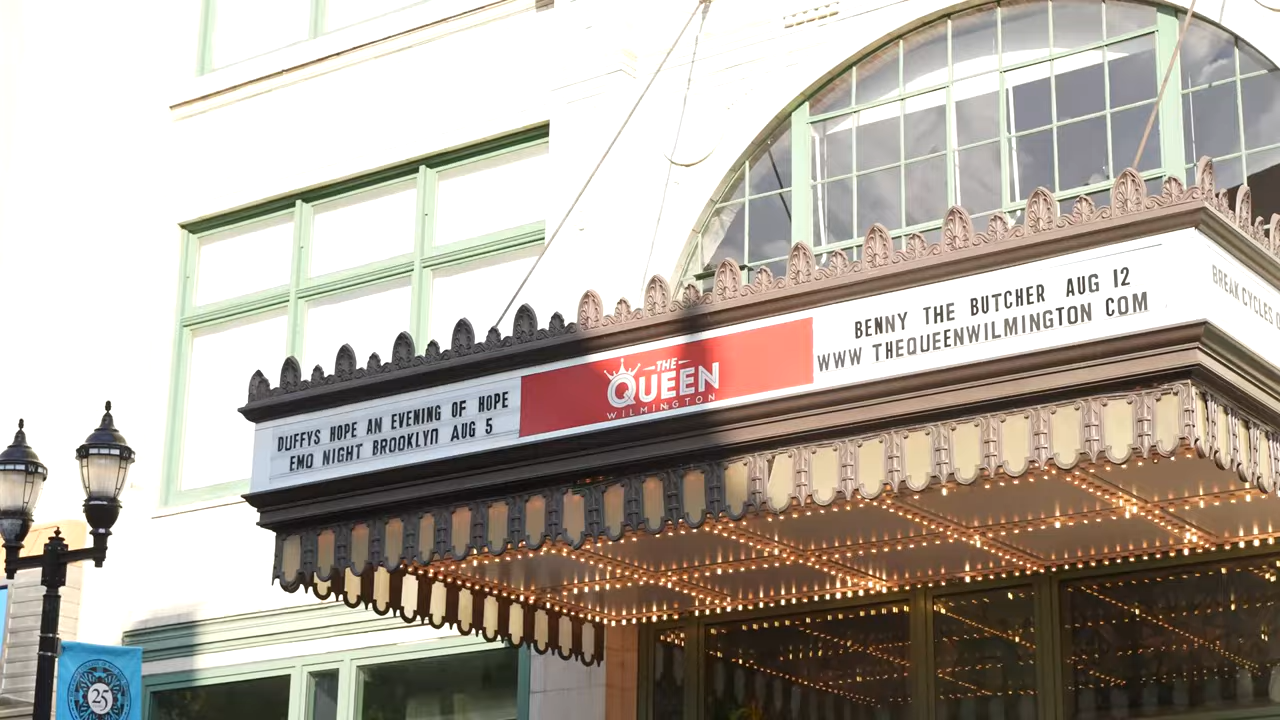 DUFFYS HOPE AN EVENING OF HOPE
EMO NIGHT BROOKLYN AUG 5
THE
QUEEN
WILMINGTON
BENNY THE BUTCHER AUG 12
WWW THEQUEENWILMINGTON COM
BREAK CYCLES
25